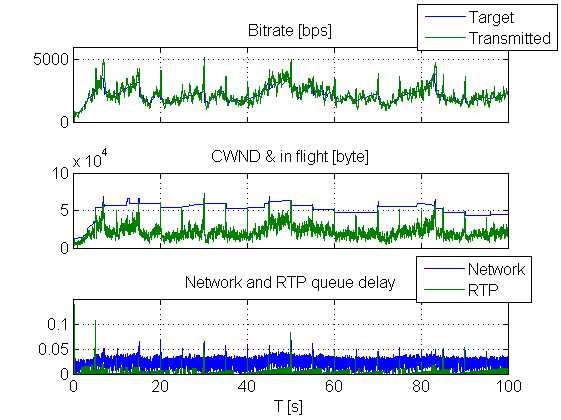 Target
Transmitted
Bitrate [bps]
5000
0
x 10^4
CWND & in flight [byte]
10
5
0
Network
RTP
Network and RTP queue delay
0.1
0.05
0
0 20 40 60 80 100
T [s]